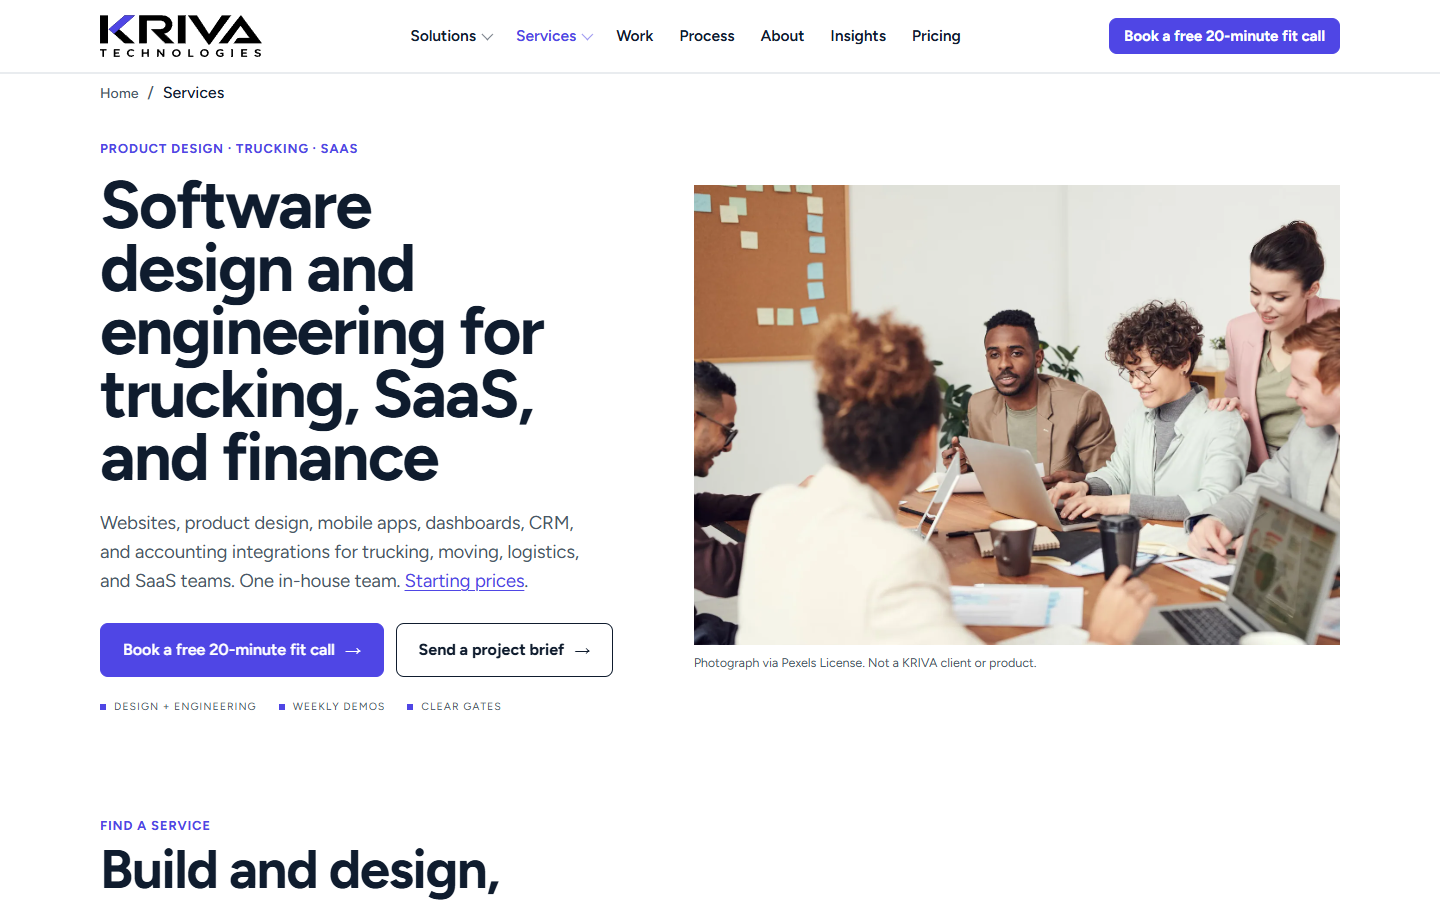 KRIVA
TECHNOLOGIES
Solutions Services Work Process About Insights Pricing
Book a free 20-minute fit call
Home / Services
PRODUCT DESIGN · TRUCKING · SAAS
Software
design and
engineering for
trucking, SaaS,
and finance
Websites, product design, mobile apps, dashboards, CRM,
and accounting integrations for trucking, moving, logistics,
and SaaS teams. One in-house team. Starting prices.
Book a free 20-minute fit call →
Send a project brief →
DESIGN + ENGINEERING WEEKLY DEMOS CLEAR GATES
Photograph via Pexels License. Not a KRIVA client or product.
FIND A SERVICE
Build and design,